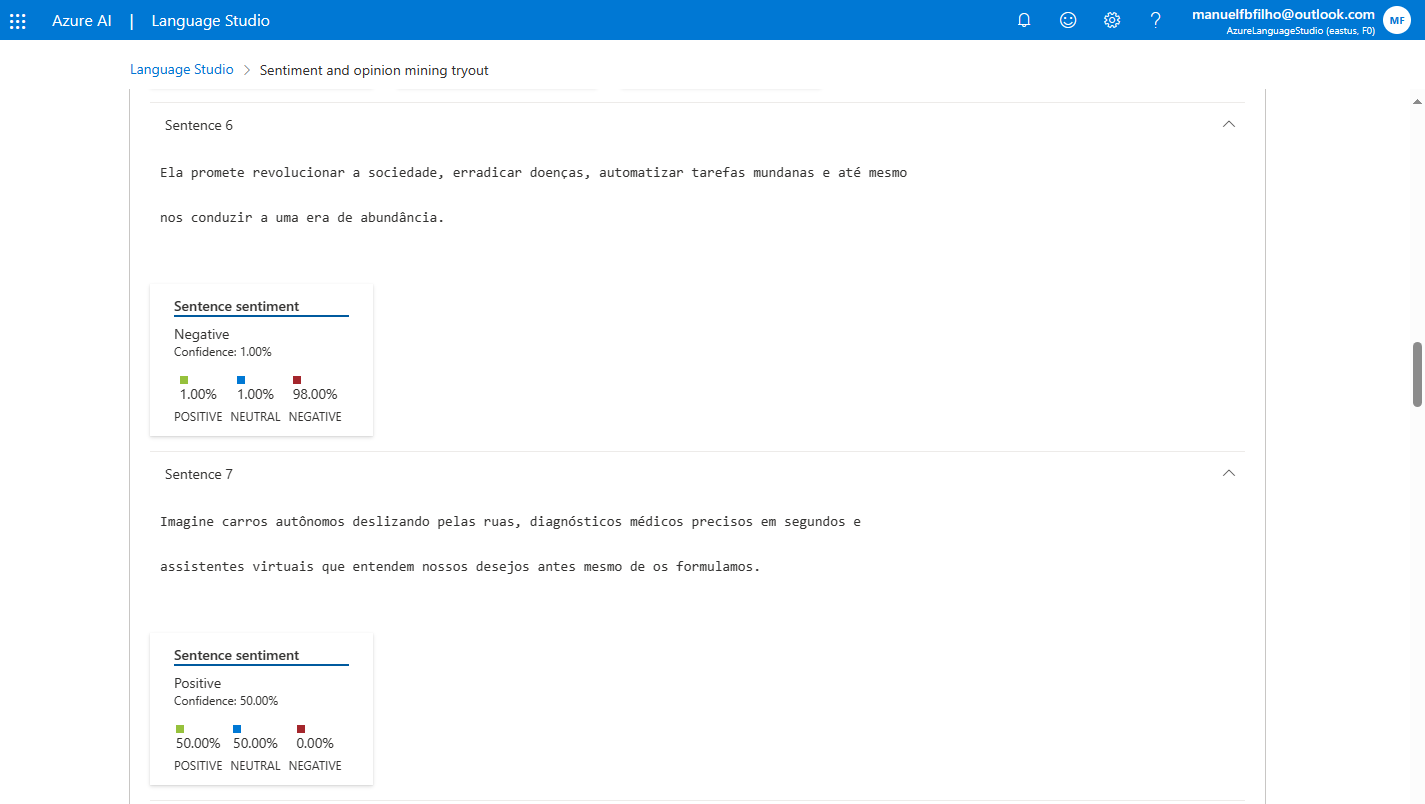 Azure AI | Language Studio
manuelfbfilho@outlook.com
AzureLanguageStudio (eastus, F0)
MF
Language Studio > Sentiment and opinion mining tryout
Sentence 6
Ela promete revolucionar a sociedade, erradicar doenças, automatizar tarefas mundanas e até mesmo
nos conduzir a uma era de abundância.
Sentence sentiment
Negative
Confidence: 1.00%
1.00% 1.00% 98.00%
POSITIVE NEUTRAL NEGATIVE
Sentence 7
Imagine carros autônomos deslizando pelas ruas, diagnósticos médicos precisos em segundos e
assistentes virtuais que entendem nossos desejos antes mesmo de os formulamos.
Sentence sentiment
Positive
Confidence: 50.00%
50.00% 50.00% 0.00%
POSITIVE NEUTRAL NEGATIVE